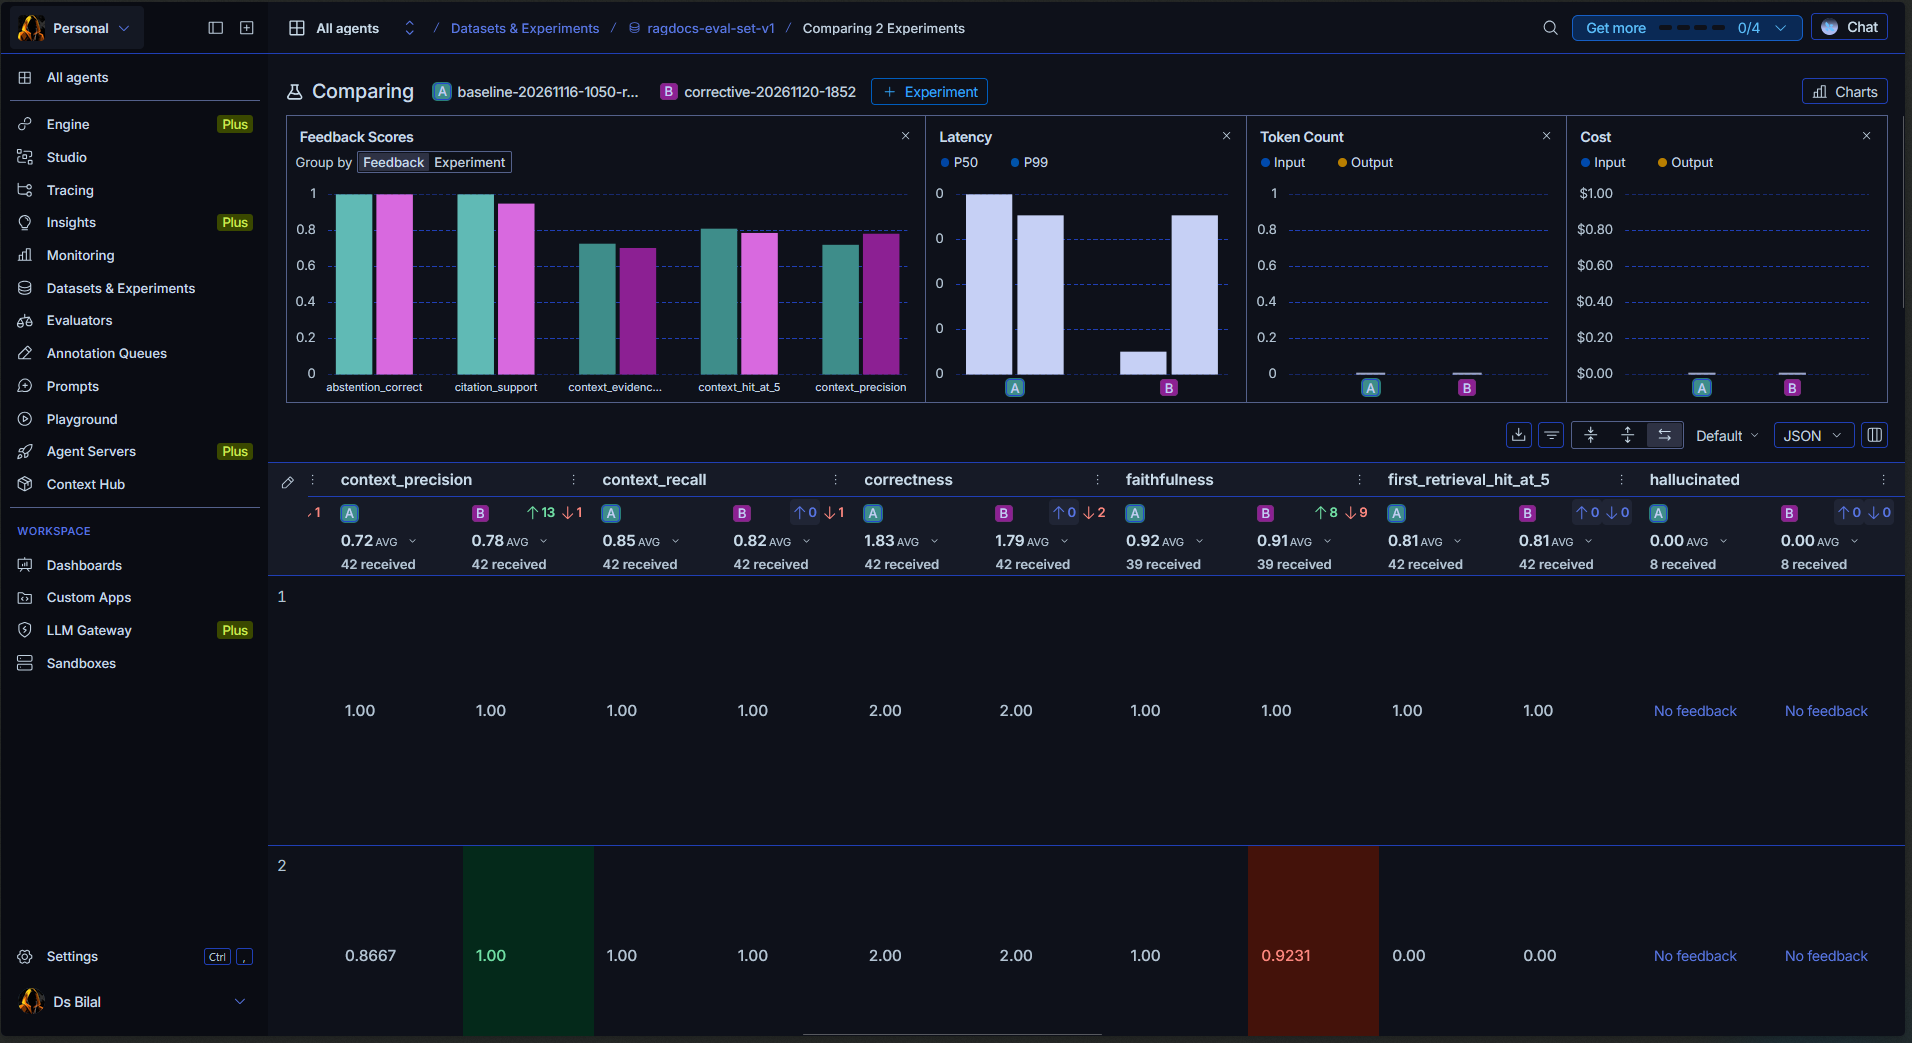 Personal
All agents
Engine Plus
Studio
Tracing
Insights Plus
Monitoring
Datasets & Experiments
Evaluators
Annotation Queues
Prompts
Playground
Agent Servers Plus
Context Hub
WORKSPACE
Dashboards
Custom Apps
LLM Gateway Plus
Sandboxes
Settings Ctrl ,
Ds Bilal
All agents / Datasets & Experiments / ragdocs-eval-set-v1 / Comparing 2 Experiments
Get more 0/4 Chat
Comparing A baseline-20261116-1050-r... B corrective-20261120-1852 + Experiment Charts
Feedback Scores
Group by Feedback Experiment
1
0.8
0.6
0.4
0.2
0
abstention_correct citation_support context_evidenc... context_hit_at_5 context_precision
Latency
P50 P99
0
0
0
0
0
A B
Token Count
Input Output
1
0.8
0.6
0.4
0.2
0
A B
Cost
Input Output
$1.00
$0.80
$0.60
$0.40
$0.20
$0.00
A B
Default JSON
context_precision context_recall correctness faithfulness first_retrieval_hit_at_5 hallucinated
1 A B ↑13 ↓1 A B ↑0 ↓1 A B ↑0 ↓2 A B ↑8 ↓9 A B ↑0 ↓0 A B ↑0 ↓0
0.72 AVG 0.78 AVG 0.85 AVG 0.82 AVG 1.83 AVG 1.79 AVG 0.92 AVG 0.91 AVG 0.81 AVG 0.81 AVG 0.00 AVG 0.00 AVG
42 received 42 received 42 received 42 received 42 received 42 received 39 received 39 received 42 received 42 received 8 received 8 received
1
1.00 1.00 1.00 1.00 2.00 2.00 1.00 1.00 1.00 1.00 No feedback No feedback
2
0.8667 1.00 1.00 1.00 2.00 2.00 1.00 0.9231 0.00 0.00 No feedback No feedback